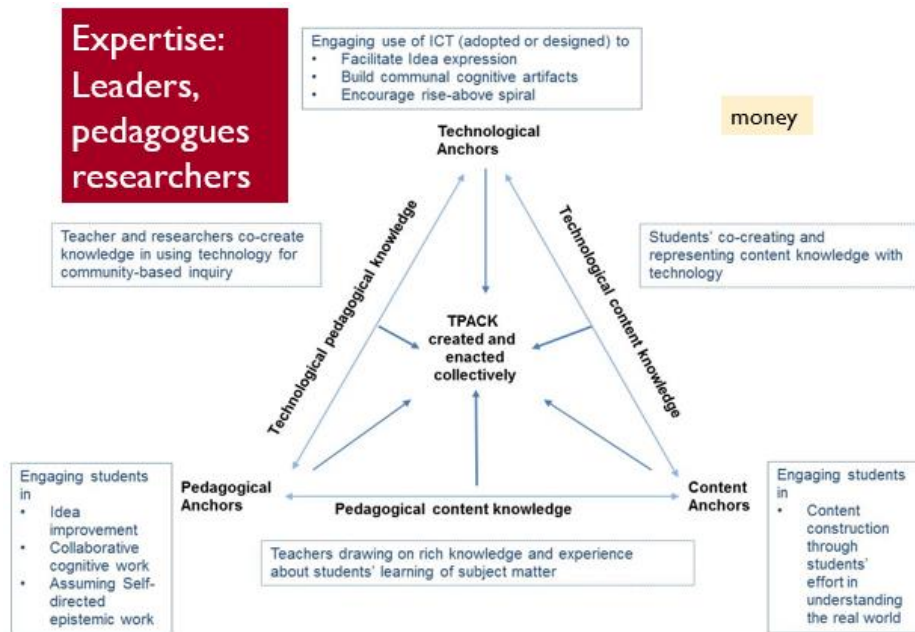 Expertise:
Leaders,
pedagogues
researchers
Engaging use of ICT (adopted or designed) to
• Facilitate Idea expression
• Build communal cognitive artifacts
• Encourage rise-above spiral
money
Technological
Anchors
Teacher and researchers co-create
knowledge in using technology for
community-based inquiry
Technological pedagogical knowledge
Technological content knowledge
Students' co-creating and
representing content knowledge with
technology
TPACK
created and
enacted
collectively
Engaging students
in
• Idea
improvement
• Collaborative
cognitive work
• Assuming Self-
directed
epistemic work
Pedagogical
Anchors
Pedagogical content knowledge
Content
Anchors
Engaging students
in
• Content
construction
through
students'
effort in
understanding
the real world
Teachers drawing on rich knowledge and experience
about students' learning of subject matter